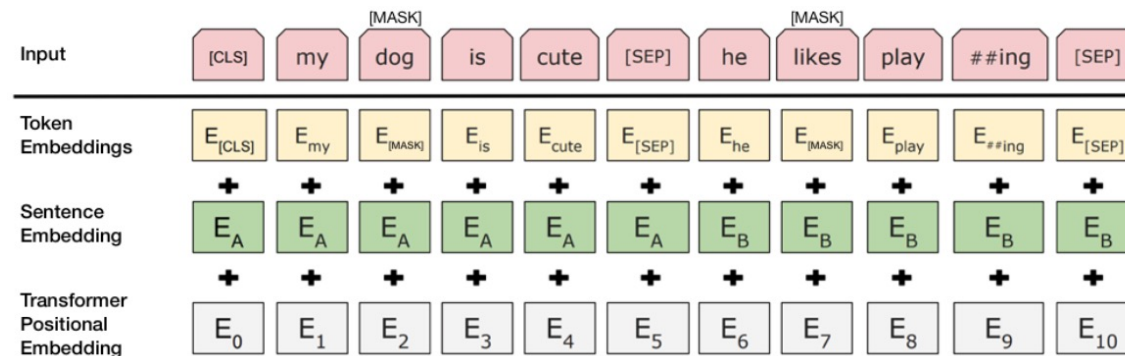 [MASK] [MASK]
Input [CLS] my dog is cute [SEP] he likes play ##ing [SEP]
Token
Embeddings
E[CLS] Emy E[MASK] Eis Ecute E[SEP] Ehe E[MASK] Eplay E##ing E[SEP]
+ + + + + + + + + + +
Sentence
Embedding
EA EA EA EA EA EA EB EB EB EB EB
+ + + + + + + + + + +
Transformer
Positional
Embedding
E0 E1 E2 E3 E4 E5 E6 E7 E8 E9 E10